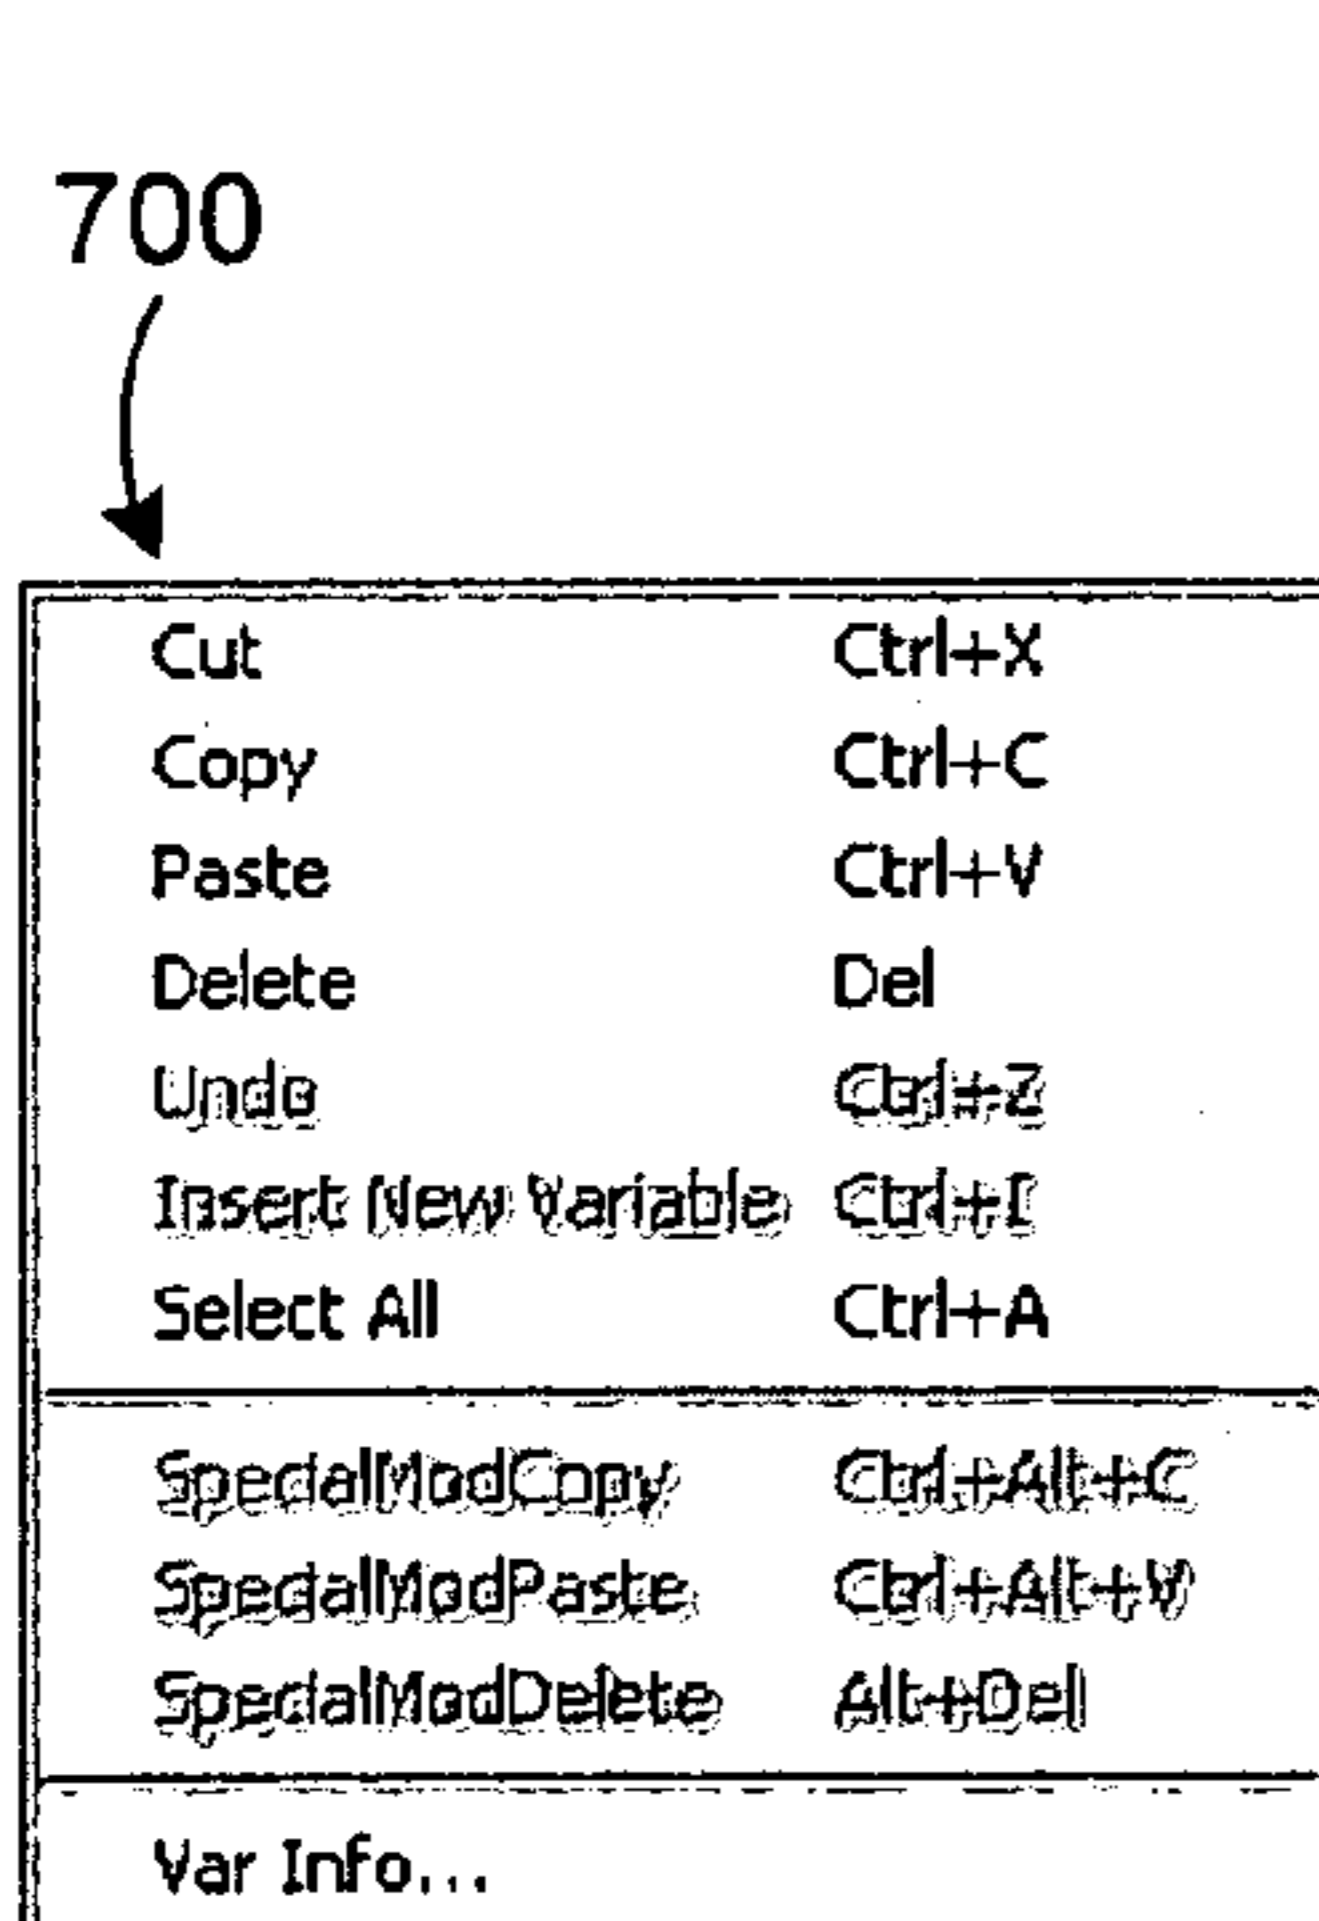 700
Cut Ctrl+X
Copy Ctrl+C
Paste Ctrl+V
Delete Del
Undo Ctrl+Z
Insert New Variable Ctrl+I
Select All Ctrl+A
SpecialModCopy Ctrl+Alt+C
SpecialModPaste Ctrl+Alt+V
SpecialModDelete Alt+Del
Var Info...